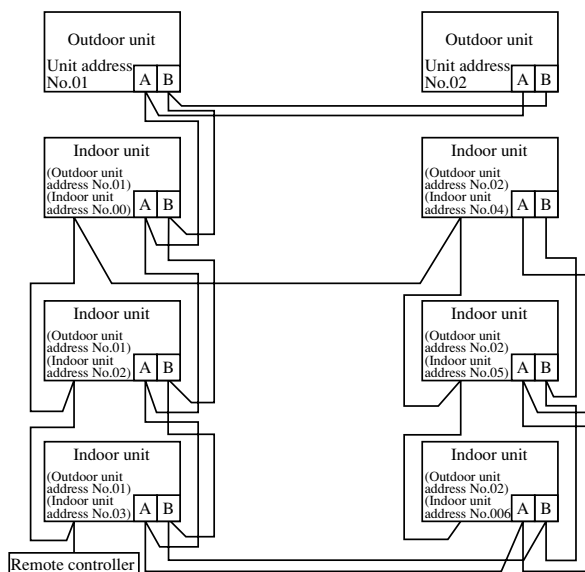 Outdoor unit
Unit address
No.01
A B
Outdoor unit
Unit address
No.02
A B
Indoor unit
(Outdoor unit
address No.01)
(Indoor unit
address No.00)
A B
Indoor unit
(Outdoor unit
address No.02)
(Indoor unit
address No.04)
A B
Indoor unit
(Outdoor unit
address No.01)
(Indoor unit
address No.02)
A B
Indoor unit
(Outdoor unit
address No.02)
(Indoor unit
address No.05)
A B
Indoor unit
(Outdoor unit
address No.01)
(Indoor unit
address No.03)
A B
Indoor unit
(Outdoor unit
address No.02)
(Indoor unit
address No.006
A B
Remote controller